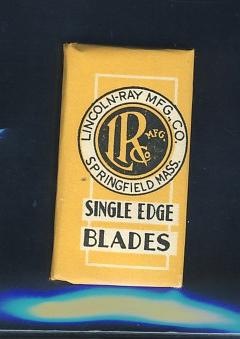 LINCOLN-RAY MFG. CO.
LR MFG. Co
SPRINGFIELD MASS.
SINGLE EDGE
BLADES